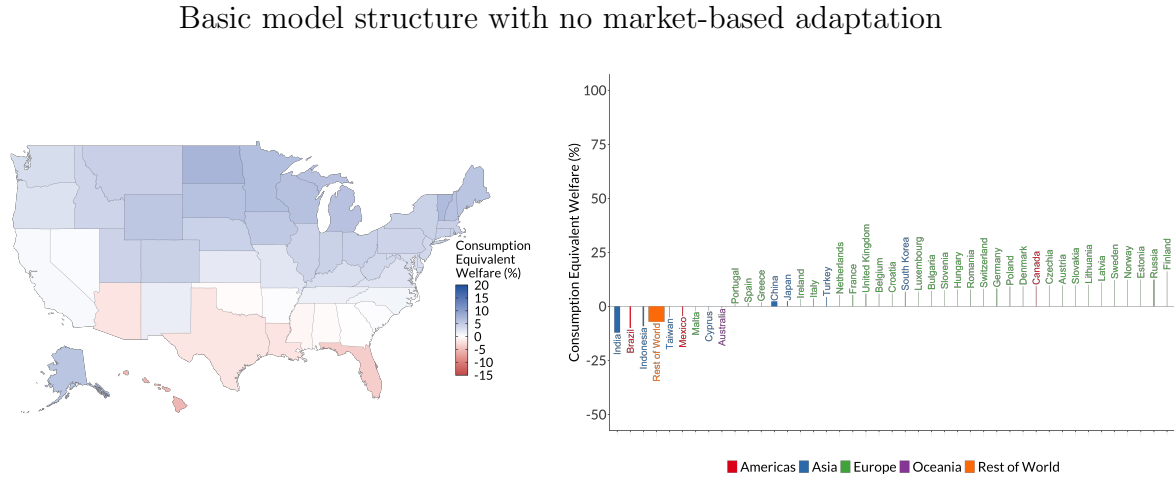 Basic model structure with no market-based adaptation
Consumption
Equivalent
Welfare (%)
20
15
10
5
0
-5
-10
-15
Consumption Equivalent Welfare (%)
100
75
50
25
0
-25
-50
India
Brazil
Indonesia
Rest of World
Taiwan
Mexico
Malta
Cyprus
Australia
Portugal
Spain
Greece
China
Japan
Ireland
Italy
Turkey
Netherlands
France
United Kingdom
Belgium
Croatia
South Korea
Luxembourg
Bulgaria
Slovenia
Hungary
Romania
Switzerland
Germany
Poland
Denmark
Canada
Czechia
Austria
Slovakia
Lithuania
Latvia
Sweden
Norway
Estonia
Russia
Finland
Americas Asia Europe Oceania Rest of World